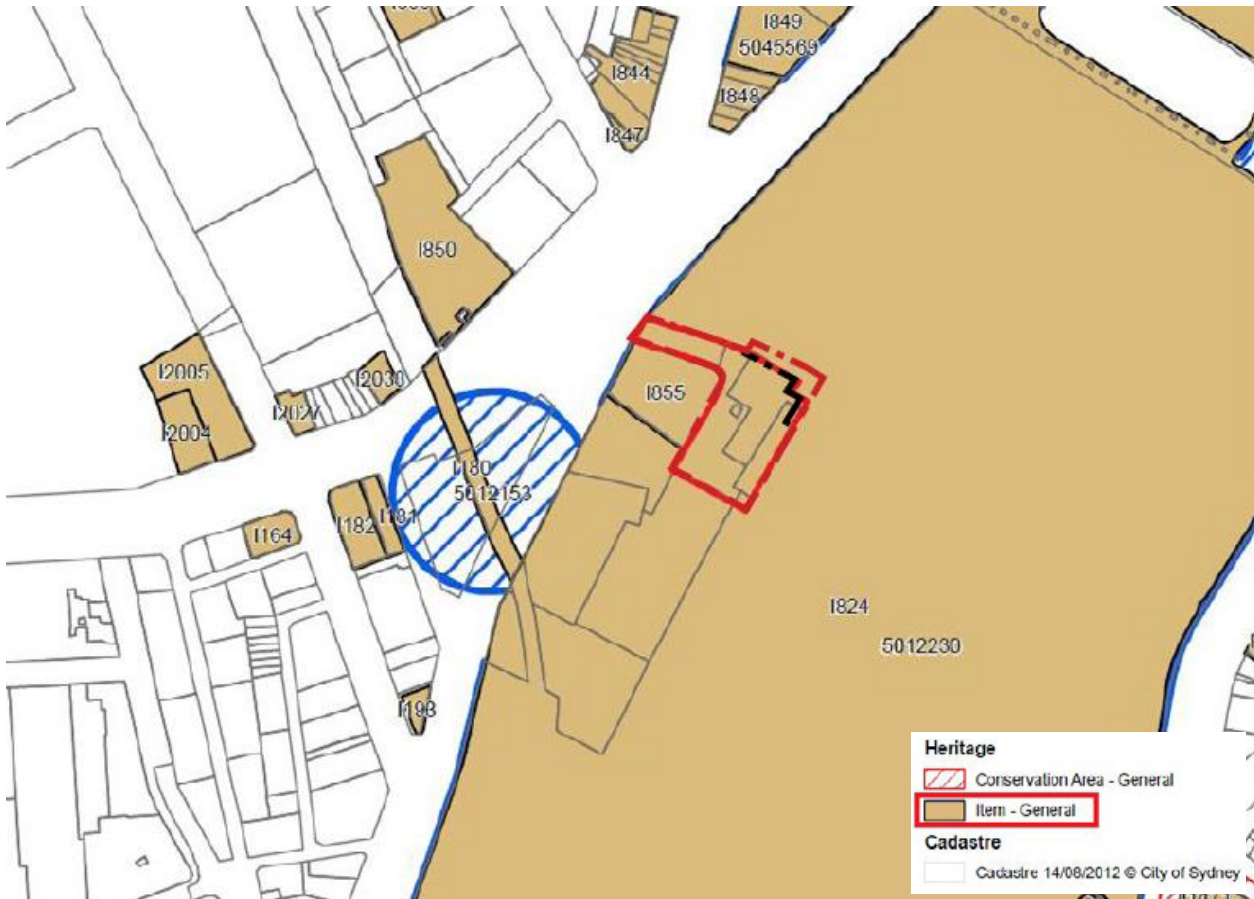 I849
5045569
I844
I848
I847
I850
I2005
I2030
I855
I2027
I2004
I180
5012153
I182
I181
I164
I824
5012230
I193
Heritage
Conservation Area - General
Item - General
Cadastre
Cadastre 14/08/2012 © City of Sydney